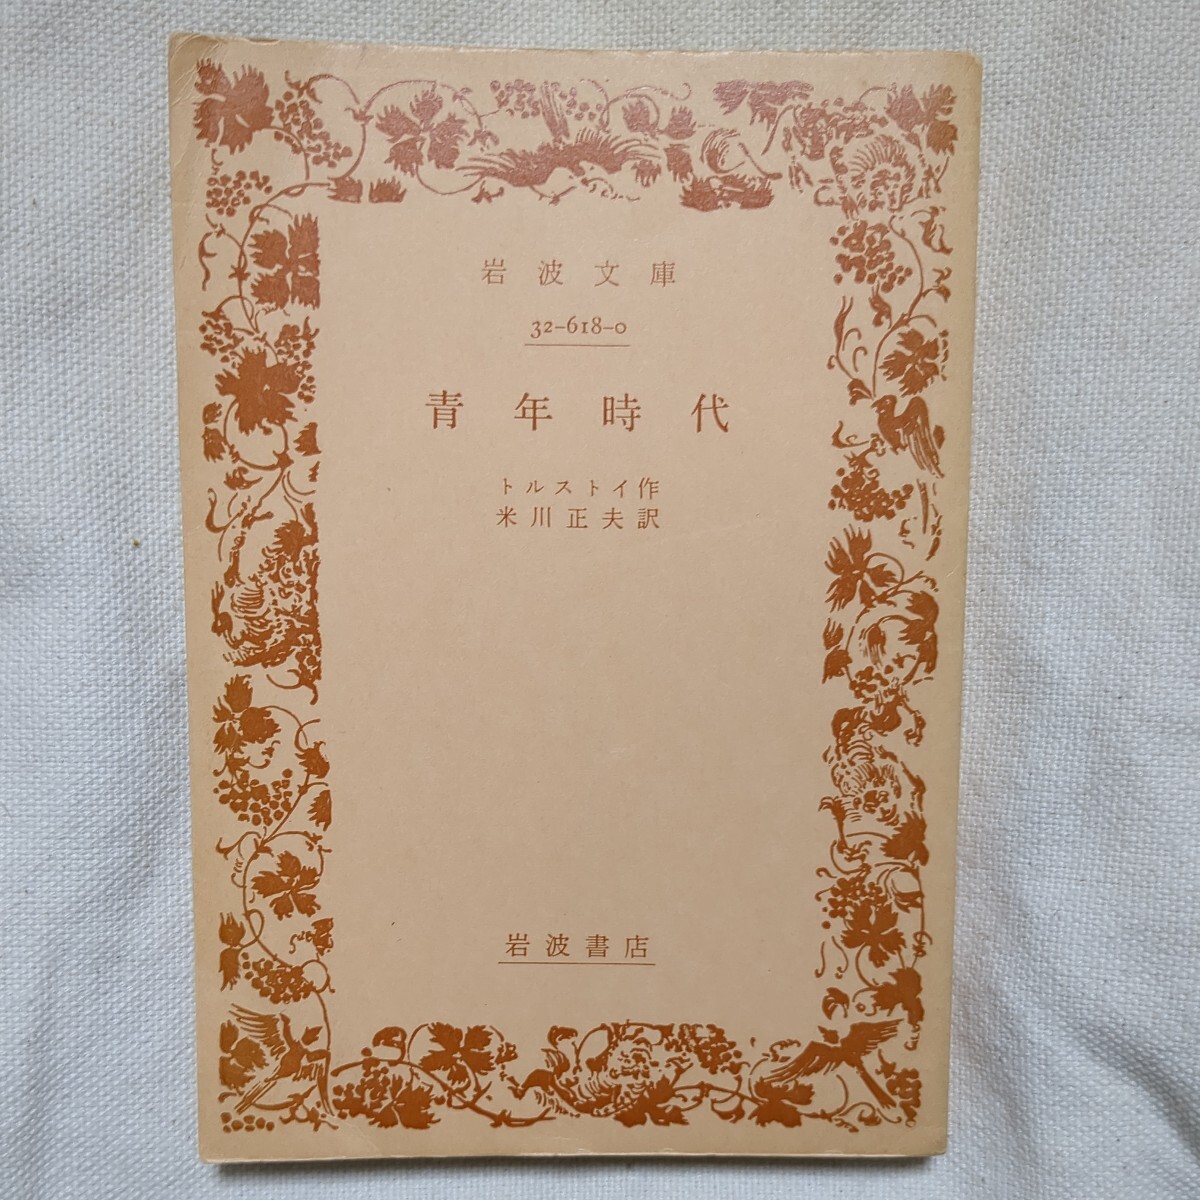 岩波文庫
32-618-0
青年時代
トルストイ作
米川正夫訳
岩波書店